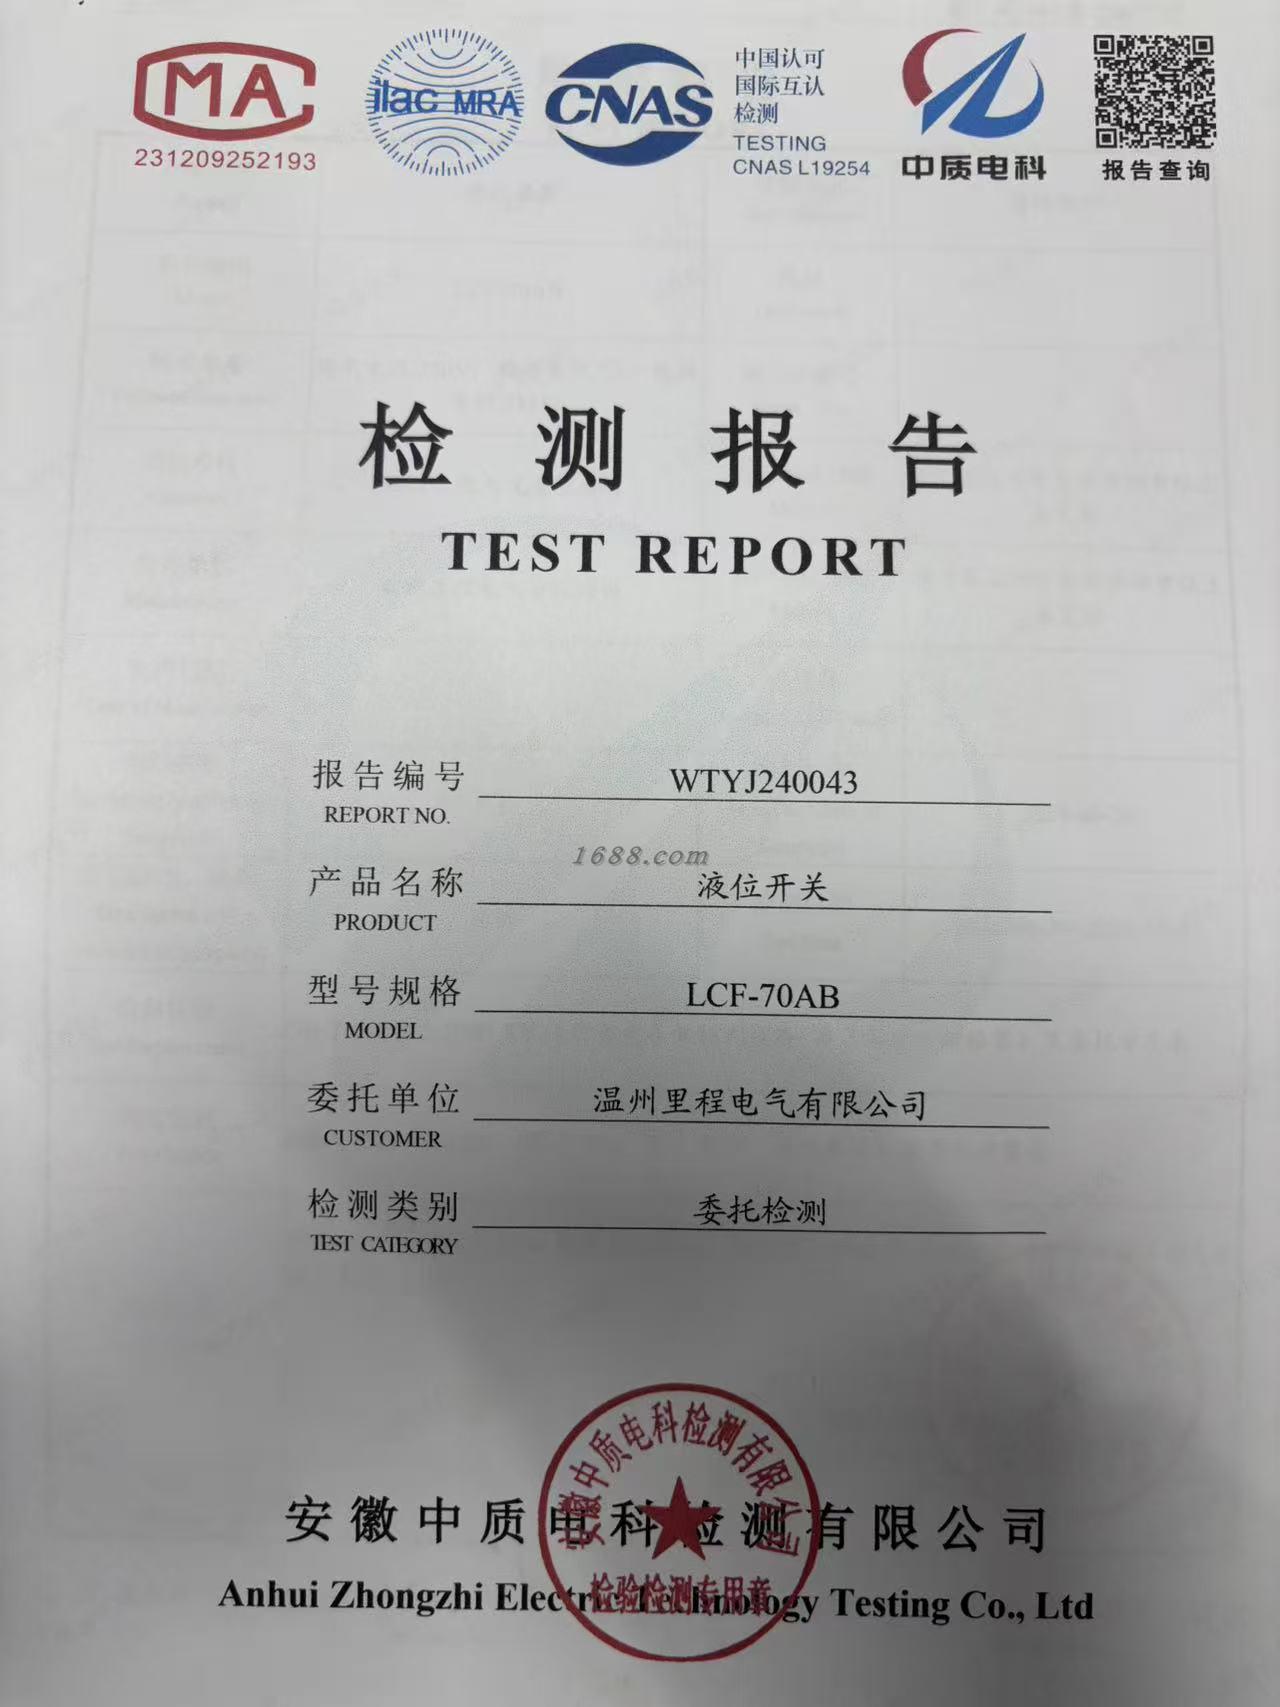 MA
231209252193
ilac-MRA
CNAS
中国认可
国际互认
检测
TESTING
CNAS L19254
中质电科
报告查询
检测报告
TEST REPORT
报告编号 WTYJ240043
REPORT NO.
1688.com
产品名称 液位开关
PRODUCT
型号规格 LCF-70AB
MODEL
委托单位 温州里程电气有限公司
CUSTOMER
检测类别 委托检测
TEST CATEGORY
安徽中质电科检测有限公司
安徽中质电科检测有限公司
Anhui Zhongzhi Electric Technology Testing Co., Ltd
检验检测专用章